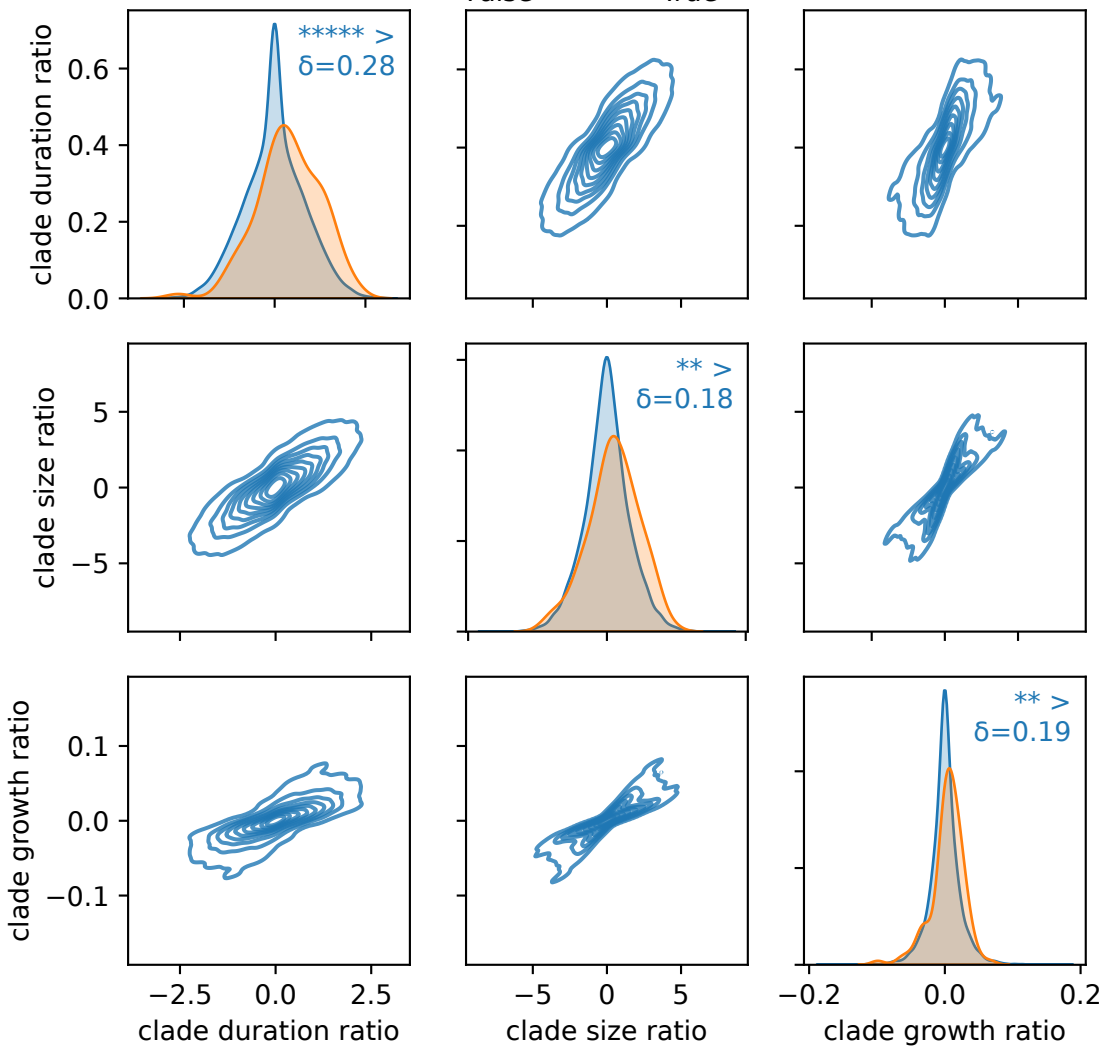 ***** >
δ=0.28
clade duration ratio
0.6
0.4
0.2
0.0
** >
δ=0.18
clade size ratio
5
0
−5
** >
δ=0.19
clade growth ratio
0.1
0.0
−0.1
−2.5 0.0 2.5 −5 0 5 −0.2 0.0 0.2
clade duration ratio clade size ratio clade growth ratio